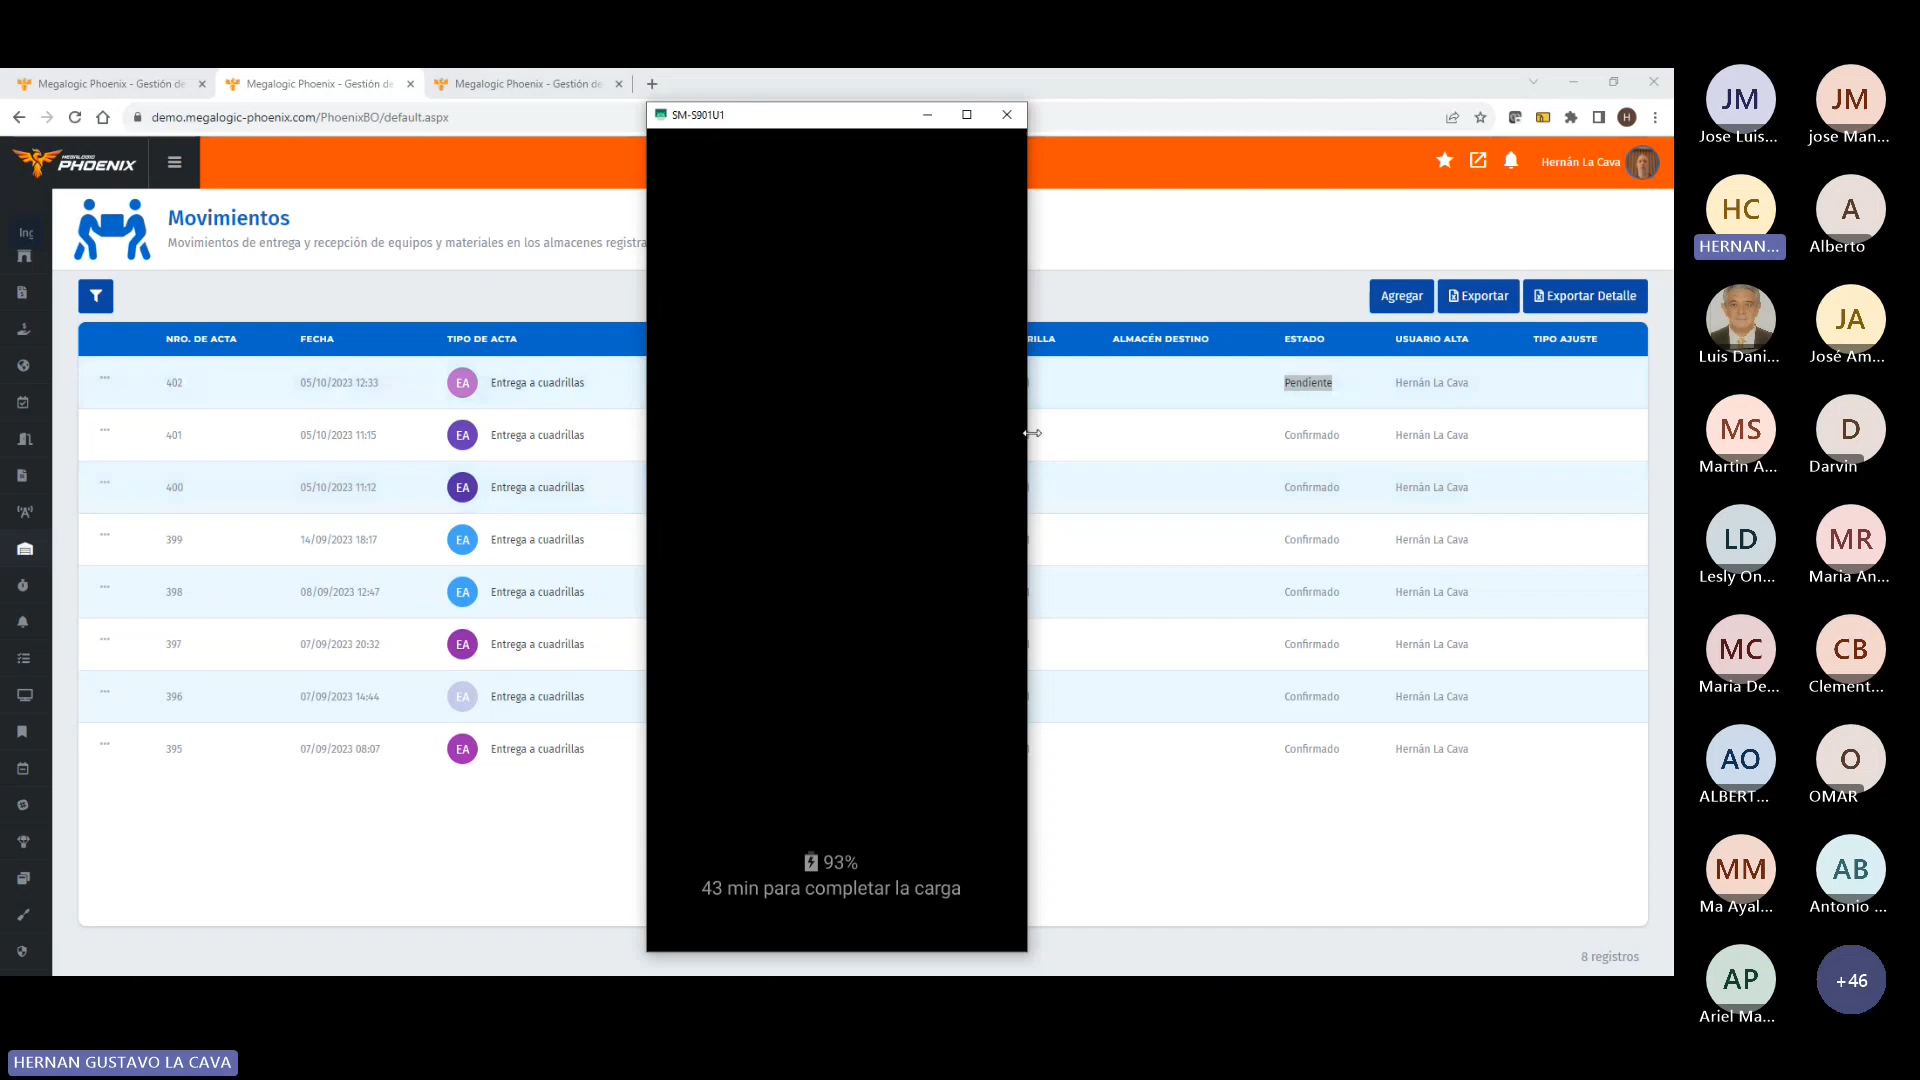 Megalogic Phoenix - Gestión de
Megalogic Phoenix - Gestión de
Megalogic Phoenix - Gestión de
demo.megalogic-phoenix.com/PhoenixBO/default.aspx
H
SM-S901U1
MEGALOGIC
PHOENIX
Hernán La Cava
Ing
Movimientos
Movimientos de entrega y recepción de equipos y materiales en los almacenes registra
Agregar
Exportar
Exportar Detalle
NRO. DE ACTA FECHA TIPO DE ACTA RILLA ALMACÉN DESTINO ESTADO USUARIO ALTA TIPO AJUSTE
402 05/10/2023 12:33 EA Entrega a cuadrillas Pendiente Hernán La Cava
401 05/10/2023 11:15 EA Entrega a cuadrillas Confirmado Hernán La Cava
400 05/10/2023 11:12 EA Entrega a cuadrillas Confirmado Hernán La Cava
399 14/09/2023 18:17 EA Entrega a cuadrillas Confirmado Hernán La Cava
398 08/09/2023 12:47 EA Entrega a cuadrillas Confirmado Hernán La Cava
397 07/09/2023 20:32 EA Entrega a cuadrillas Confirmado Hernán La Cava
396 07/09/2023 14:44 EA Entrega a cuadrillas Confirmado Hernán La Cava
395 07/09/2023 08:07 EA Entrega a cuadrillas Confirmado Hernán La Cava
93%
43 min para completar la carga
8 registros
JM JM
Jose Luis... jose Man...
HC A
HERNAN... Alberto
JA
Luis Dani... José Am...
MS D
Martin A... Darvin
LD MR
Lesly On... Maria An...
MC CB
Maria De... Clement...
AO O
ALBERT... OMAR
MM AB
Ma Ayal... Antonio ...
AP +46
Ariel Ma...
HERNAN GUSTAVO LA CAVA